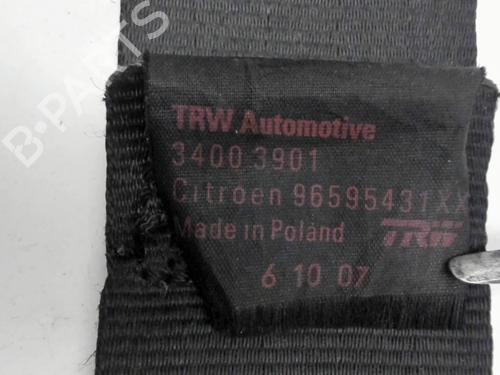 B-PARTS
TRW Automotive
3400 3901
Citroen 96595431XX
Made in Poland TRW
6 10 07